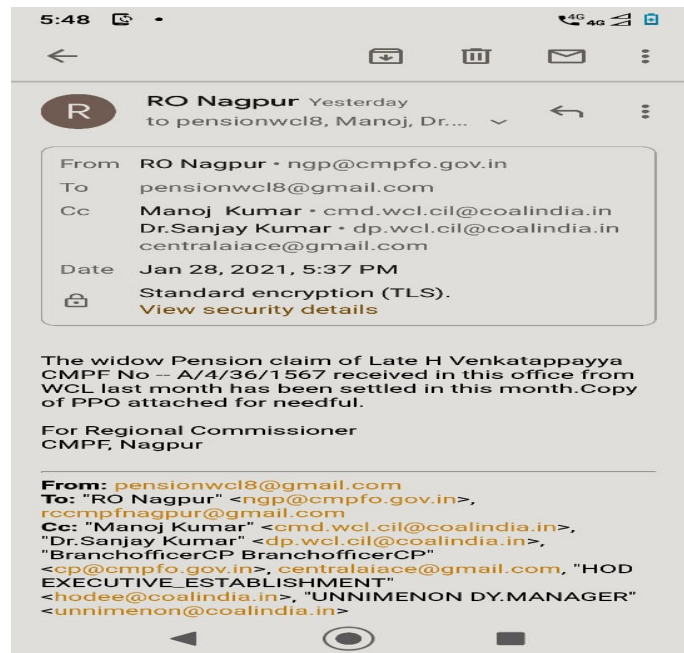 5:48
4G 4G
RO Nagpur Yesterday
R
to pensionwcl8, Manoj, Dr....
From RO Nagpur • ngp@cmpfo.gov.in
To pensionwcl8@gmail.com
Cc Manoj Kumar • cmd.wcl.cil@coalindia.in
Dr.Sanjay Kumar • dp.wcl.cil@coalindia.in
centralaiace@gmail.com
Date Jan 28, 2021, 5:37 PM
Standard encryption (TLS).
View security details
The widow Pension claim of Late H Venkatappayya
CMPF No -- A/4/36/1567 received in this office from
WCL last month has been settled in this month.Copy
of PPO attached for needful.
For Regional Commissioner
CMPF, Nagpur
From: pensionwcl8@gmail.com
To: "RO Nagpur" <ngp@cmpfo.gov.in>,
rccmpfnagpur@gmail.com
Cc: "Manoj Kumar" <cmd.wcl.cil@coalindia.in>,
"Dr.Sanjay Kumar" <dp.wcl.cil@coalindia.in>,
"BranchofficerCP BranchofficerCP"
<cp@cmpfo.gov.in>, centralaiace@gmail.com, "HOD
EXECUTIVE_ESTABLISHMENT"
<hodee@coalindia.in>, "UNNIMENON DY.MANAGER"
<unnimenon@coalindia.in>